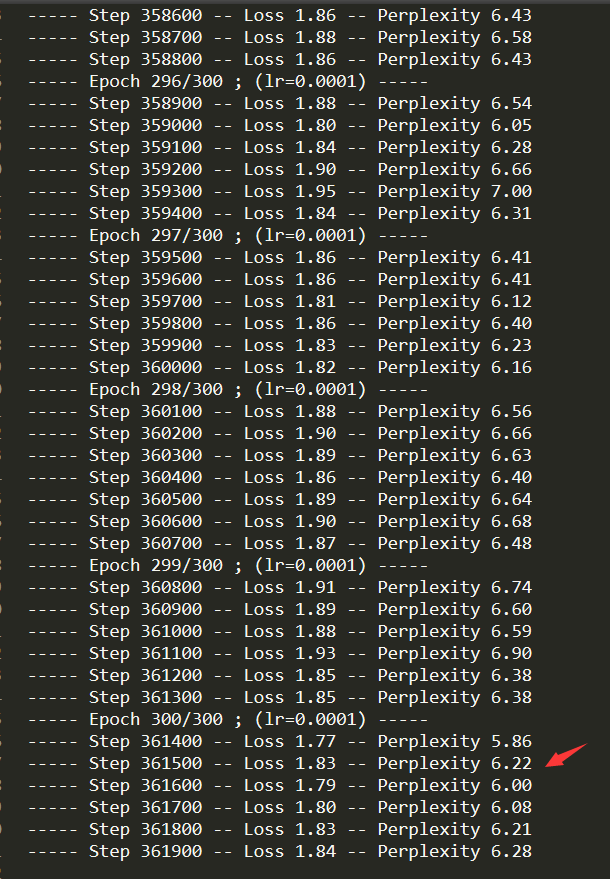 ----- Step 358600 -- Loss 1.86 -- Perplexity 6.43
----- Step 358700 -- Loss 1.88 -- Perplexity 6.58
----- Step 358800 -- Loss 1.86 -- Perplexity 6.43
----- Epoch 296/300 ; (lr=0.0001) -----
----- Step 358900 -- Loss 1.88 -- Perplexity 6.54
----- Step 359000 -- Loss 1.80 -- Perplexity 6.05
----- Step 359100 -- Loss 1.84 -- Perplexity 6.28
----- Step 359200 -- Loss 1.90 -- Perplexity 6.66
----- Step 359300 -- Loss 1.95 -- Perplexity 7.00
----- Step 359400 -- Loss 1.84 -- Perplexity 6.31
----- Epoch 297/300 ; (lr=0.0001) -----
----- Step 359500 -- Loss 1.86 -- Perplexity 6.41
----- Step 359600 -- Loss 1.86 -- Perplexity 6.41
----- Step 359700 -- Loss 1.81 -- Perplexity 6.12
----- Step 359800 -- Loss 1.86 -- Perplexity 6.40
----- Step 359900 -- Loss 1.83 -- Perplexity 6.23
----- Step 360000 -- Loss 1.82 -- Perplexity 6.16
----- Epoch 298/300 ; (lr=0.0001) -----
----- Step 360100 -- Loss 1.88 -- Perplexity 6.56
----- Step 360200 -- Loss 1.90 -- Perplexity 6.66
----- Step 360300 -- Loss 1.89 -- Perplexity 6.63
----- Step 360400 -- Loss 1.86 -- Perplexity 6.40
----- Step 360500 -- Loss 1.89 -- Perplexity 6.64
----- Step 360600 -- Loss 1.90 -- Perplexity 6.68
----- Step 360700 -- Loss 1.87 -- Perplexity 6.48
----- Epoch 299/300 ; (lr=0.0001) -----
----- Step 360800 -- Loss 1.91 -- Perplexity 6.74
----- Step 360900 -- Loss 1.89 -- Perplexity 6.60
----- Step 361000 -- Loss 1.88 -- Perplexity 6.59
----- Step 361100 -- Loss 1.93 -- Perplexity 6.90
----- Step 361200 -- Loss 1.85 -- Perplexity 6.38
----- Step 361300 -- Loss 1.85 -- Perplexity 6.38
----- Epoch 300/300 ; (lr=0.0001) -----
----- Step 361400 -- Loss 1.77 -- Perplexity 5.86
----- Step 361500 -- Loss 1.83 -- Perplexity 6.22
----- Step 361600 -- Loss 1.79 -- Perplexity 6.00
----- Step 361700 -- Loss 1.80 -- Perplexity 6.08
----- Step 361800 -- Loss 1.83 -- Perplexity 6.21
----- Step 361900 -- Loss 1.84 -- Perplexity 6.28